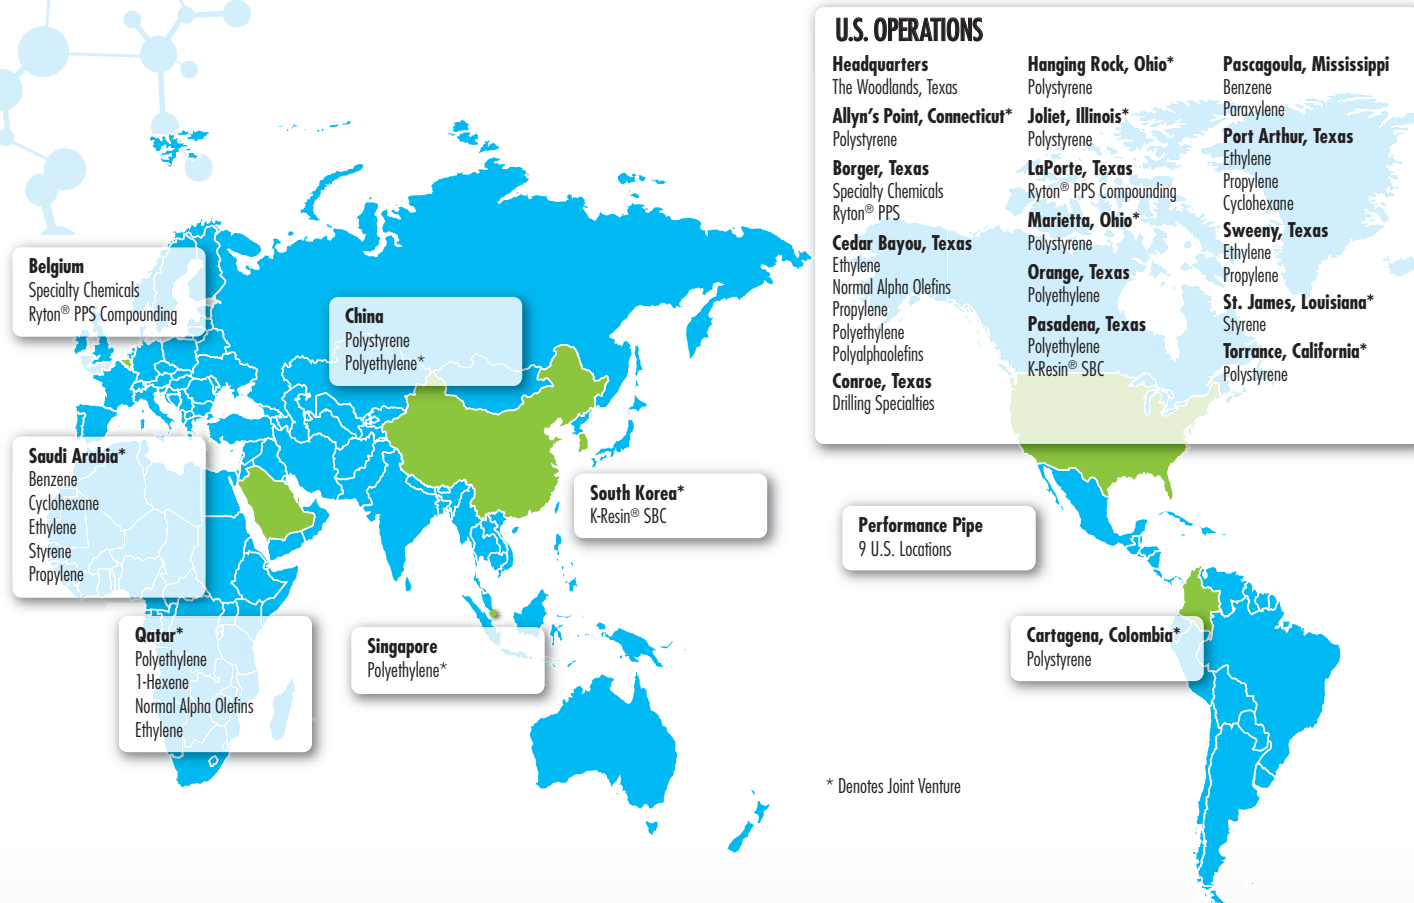 U.S. OPERATIONS
Headquarters
The Woodlands, Texas
Allyn's Point, Connecticut*
Polystyrene
Borger, Texas
Specialty Chemicals
Ryton® PPS
Cedar Bayou, Texas
Ethylene
Normal Alpha Olefins
Propylene
Polyethylene
Polyalphaolefins
Conroe, Texas
Drilling Specialties
Hanging Rock, Ohio*
Polystyrene
Joliet, Illinois*
Polystyrene
LaPorte, Texas
Ryton® PPS Compounding
Marietta, Ohio*
Polystyrene
Orange, Texas
Polyethylene
Pasadena, Texas
Polyethylene
K-Resin® SBC
Pascagoula, Mississippi
Benzene
Paraxylene
Port Arthur, Texas
Ethylene
Propylene
Cyclohexane
Sweeny, Texas
Ethylene
Propylene
St. James, Louisiana*
Styrene
Torrance, California*
Polystyrene
Belgium
Specialty Chemicals
Ryton® PPS Compounding
China
Polystyrene
Polyethylene*
Saudi Arabia*
Benzene
Cyclohexane
Ethylene
Styrene
Propylene
South Korea*
K-Resin® SBC
Performance Pipe
9 U.S. Locations
Qatar*
Polyethylene
1-Hexene
Normal Alpha Olefins
Ethylene
Singapore
Polyethylene*
Cartagena, Colombia*
Polystyrene
* Denotes Joint Venture